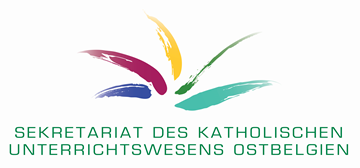 SEKRETARIAT DES KATHOLISCHEN
UNTERRICHTSWESENS OSTBELGIEN